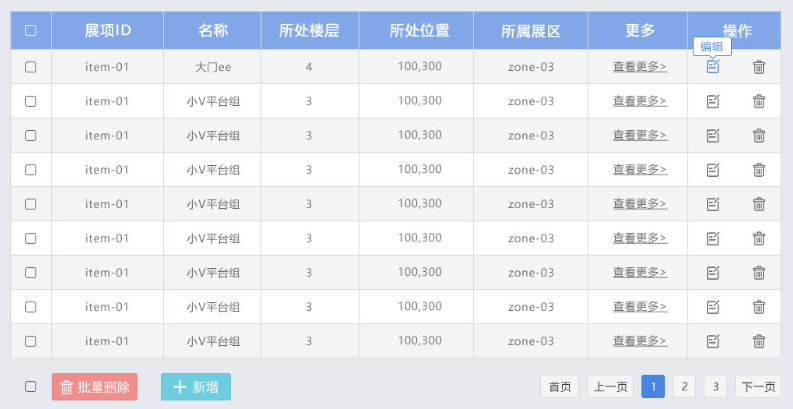 展项ID 名称 所处楼层 所处位置 所属展区 更多 操作
编辑
item-01 大门ee 4 100,300 zone-03 查看更多>
item-01 小V平台组 3 100,300 zone-03 查看更多>
item-01 小V平台组 3 100,300 zone-03 查看更多>
item-01 小V平台组 3 100,300 zone-03 查看更多>
item-01 小V平台组 3 100,300 zone-03 查看更多>
item-01 小V平台组 3 100,300 zone-03 查看更多>
item-01 小V平台组 3 100,300 zone-03 查看更多>
item-01 小V平台组 3 100,300 zone-03 查看更多>
item-01 小V平台组 3 100,300 zone-03 查看更多>
批量删除 新增 首页 上一页 1 2 3 下一页